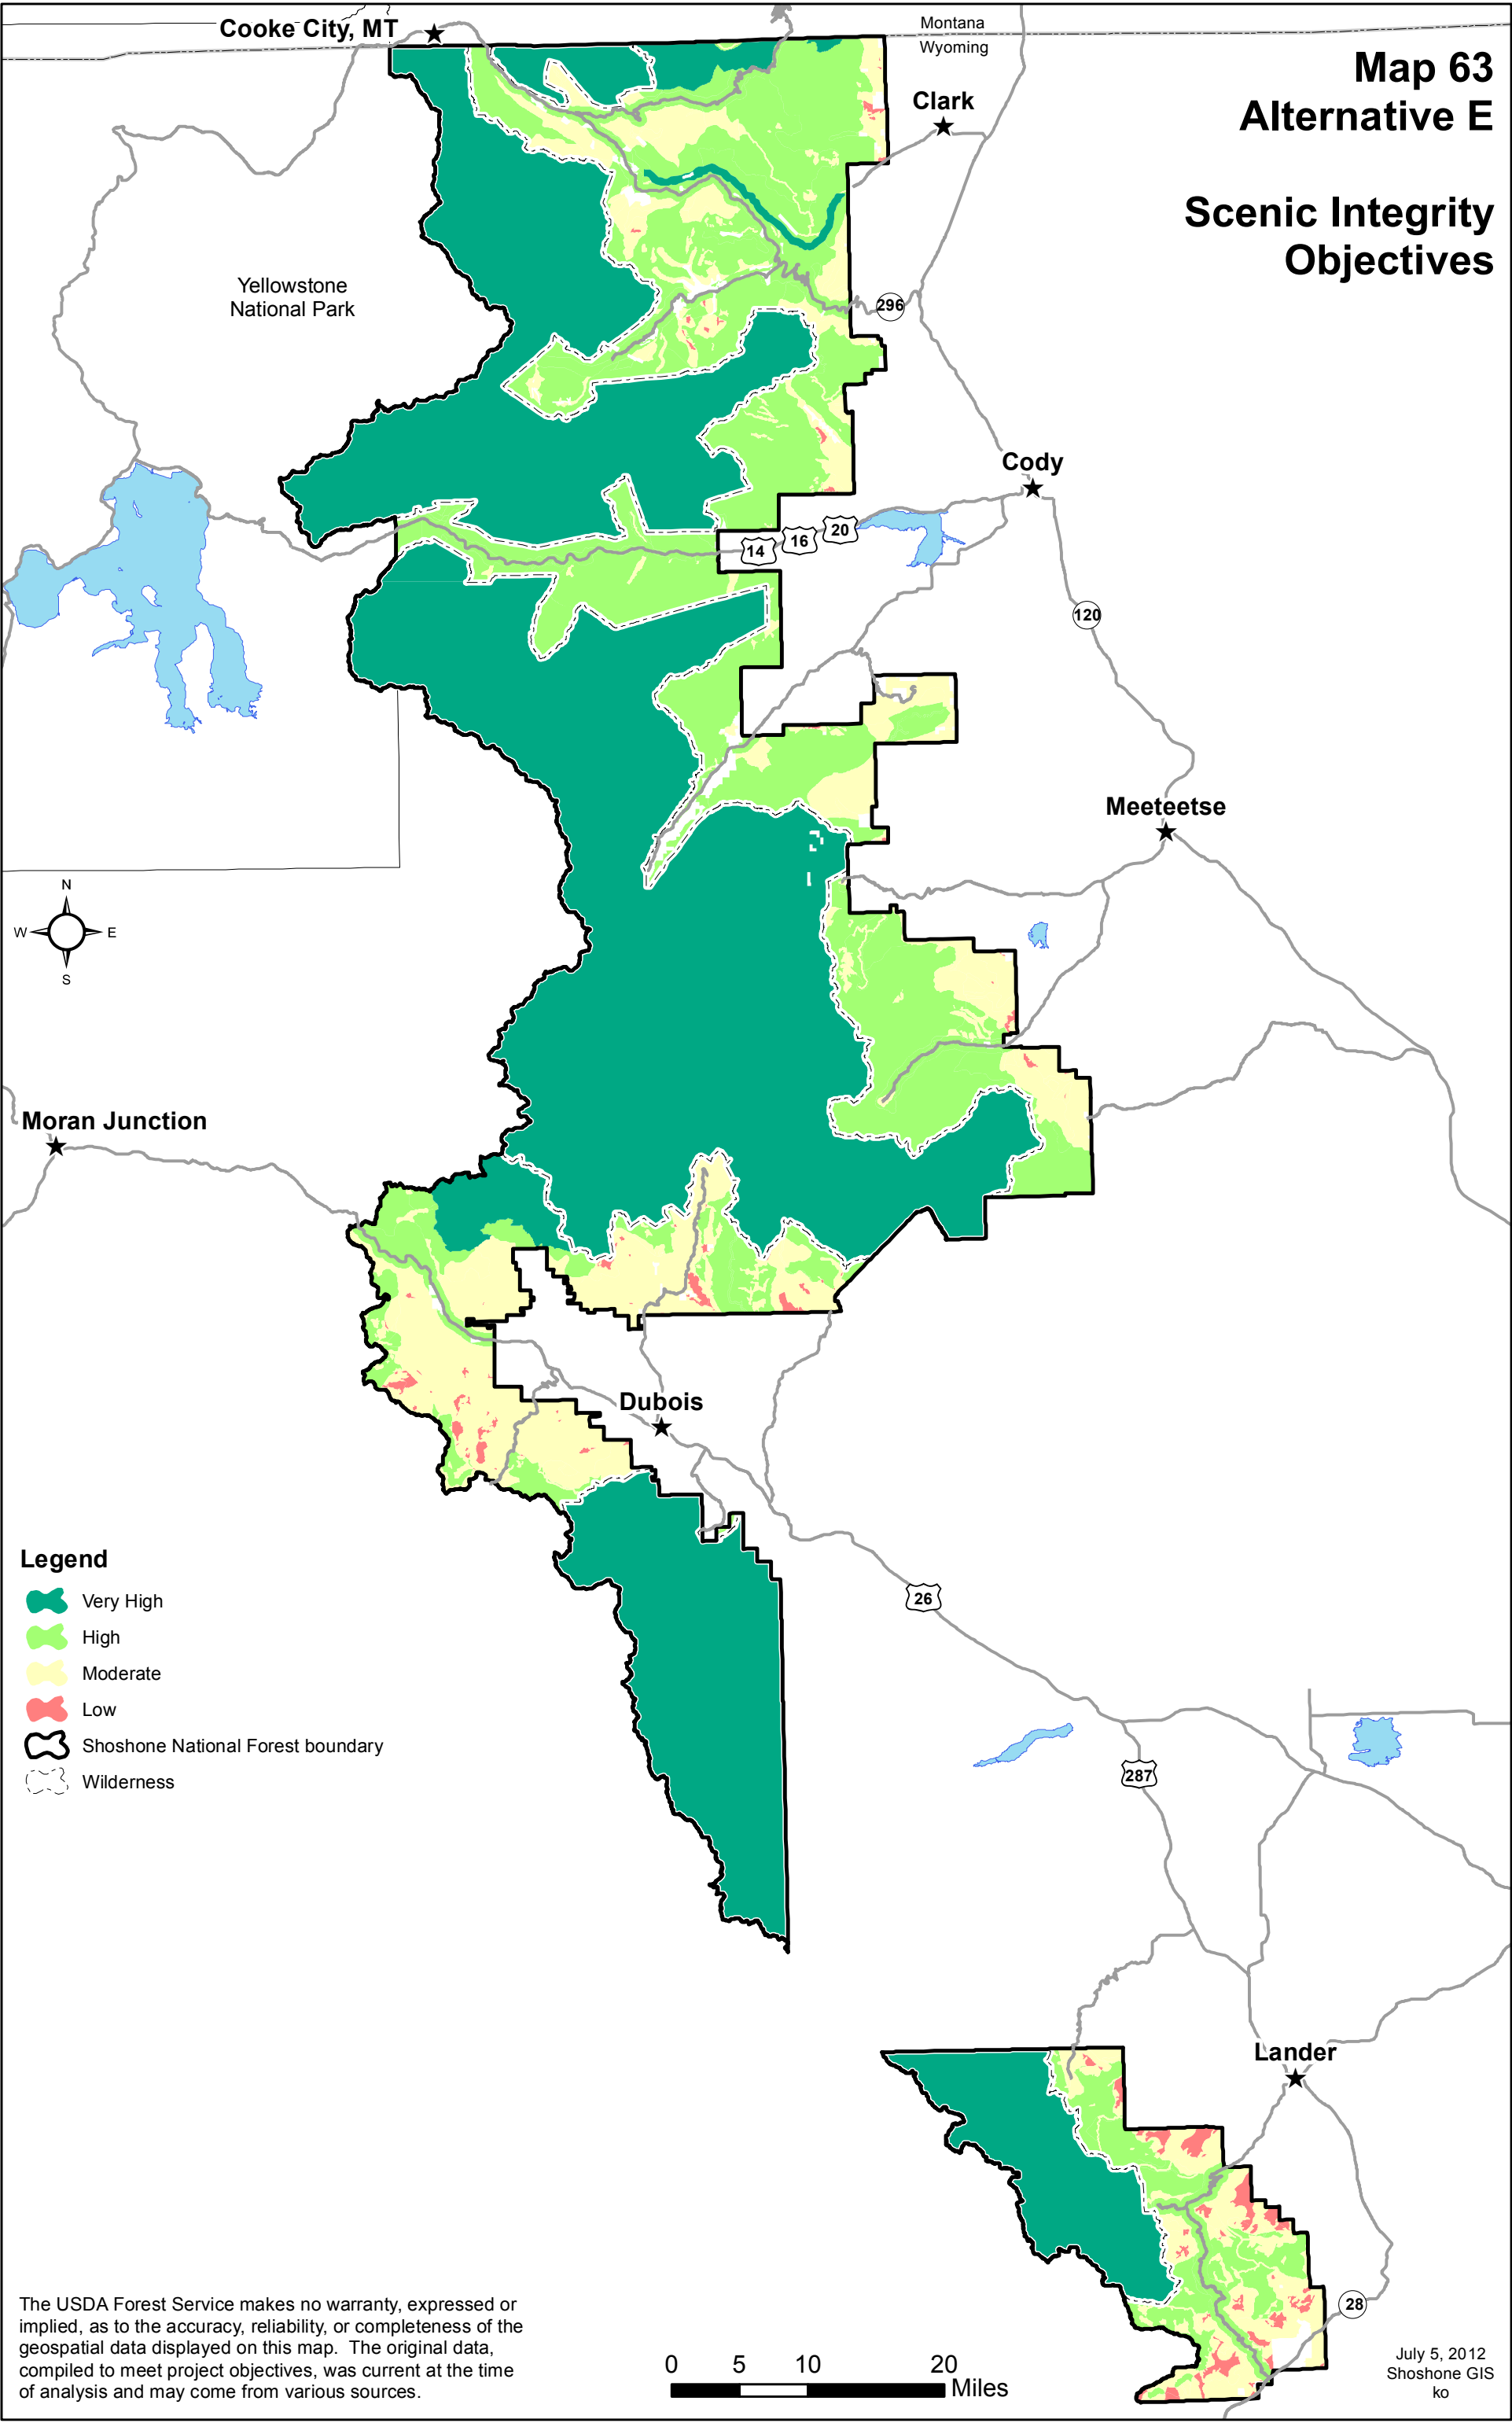 Cooke City, MT
Montana
Wyoming
Map 63
Alternative E
Scenic Integrity
Objectives
Clark
Yellowstone
National Park
296
Cody
14
16
20
120
Meeteetse
N
W
E
S
Moran Junction
Dubois
Legend
Very High
High
Moderate
Low
Shoshone National Forest boundary
Wilderness
26
287
Lander
28
The USDA Forest Service makes no warranty, expressed or
implied, as to the accuracy, reliability, or completeness of the
geospatial data displayed on this map. The original data,
compiled to meet project objectives, was current at the time
of analysis and may come from various sources.
0 5 10 20
Miles
July 5, 2012
Shoshone GIS
ko